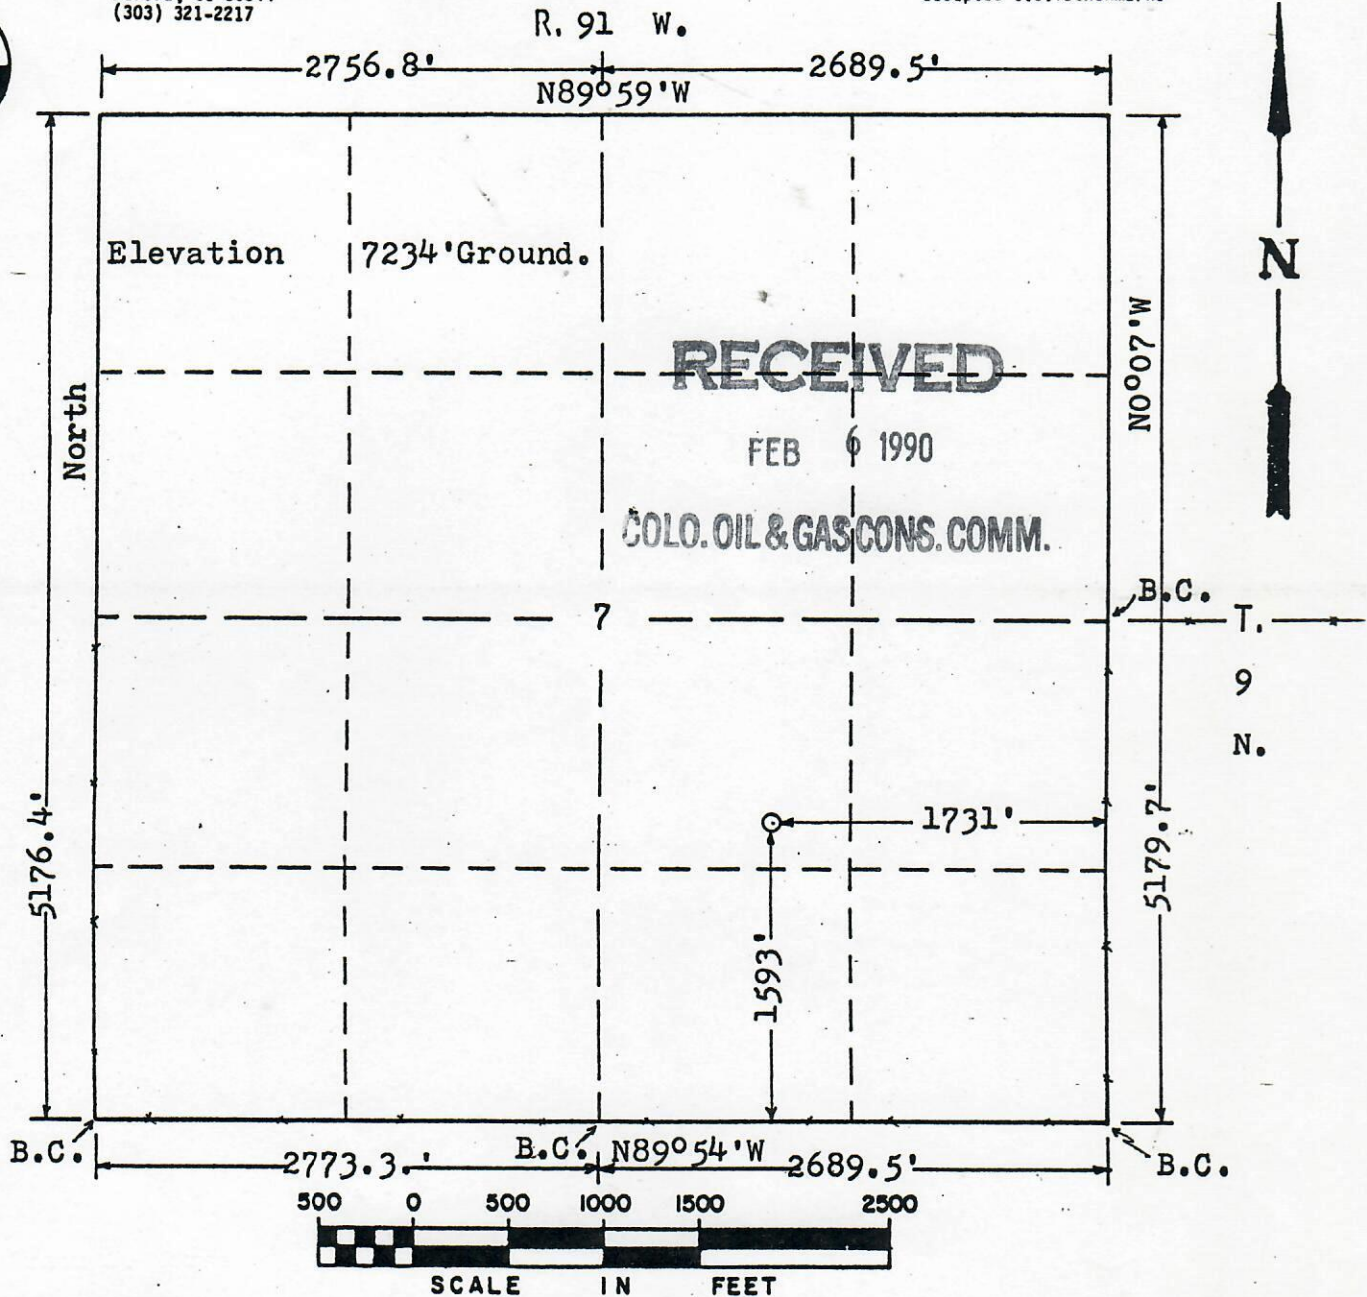 (303) 321-2217
R. 91 W.
2756.8' 2689.5'
N89°59'W
Elevation 7234'Ground.
N
North
N0°07'W
RECEIVED
FEB 6 1990
COLO. OIL & GAS CONS. COMM.
B.C.
7
T.
9
N.
1731'
5176.4'
5179.7'
1593'
B.C. B.C. N89°54'W B.C.
2773.3.' 2689.5'
500 0 500 1000 1500 2500
SCALE IN FEET